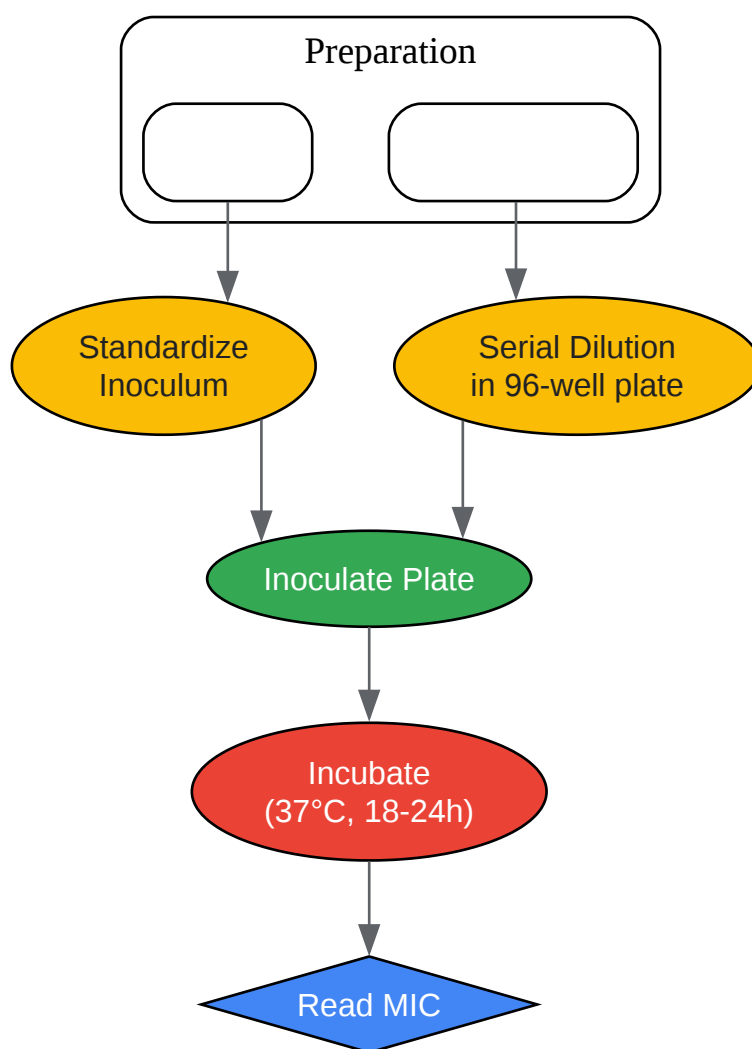 Preparation
Standardize
Inoculum
Serial Dilution
in 96-well plate
Inoculate Plate
Incubate
(37°C, 18-24h)
Read MIC